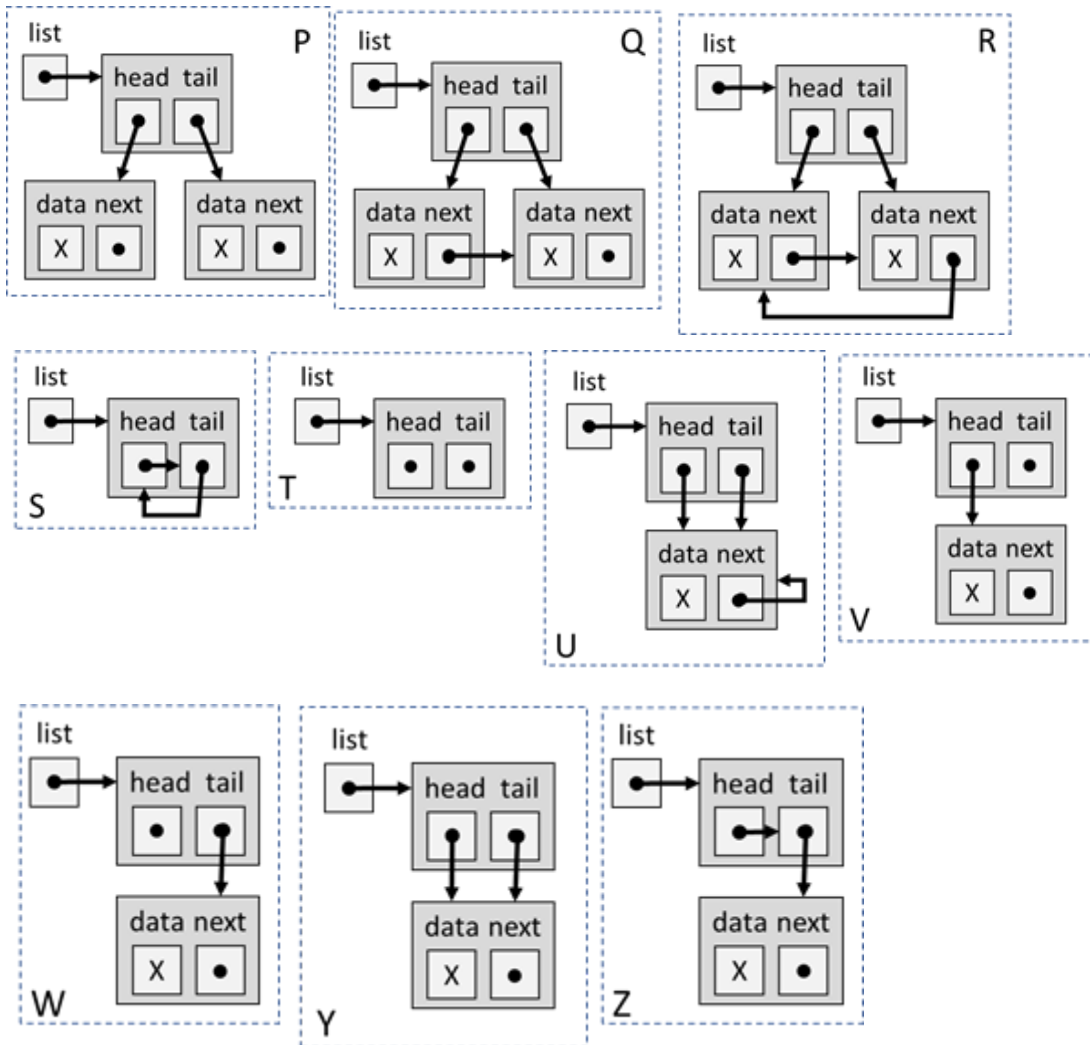 list
P
head tail
data next
X
data next
X
list
Q
head tail
data next
X
data next
X
list
R
head tail
data next
X
data next
X
list
head tail
S
list
head tail
T
list
head tail
data next
X
U
list
head tail
data next
X
V
list
head tail
data next
X
W
list
head tail
data next
X
Y
list
head tail
data next
X
Z